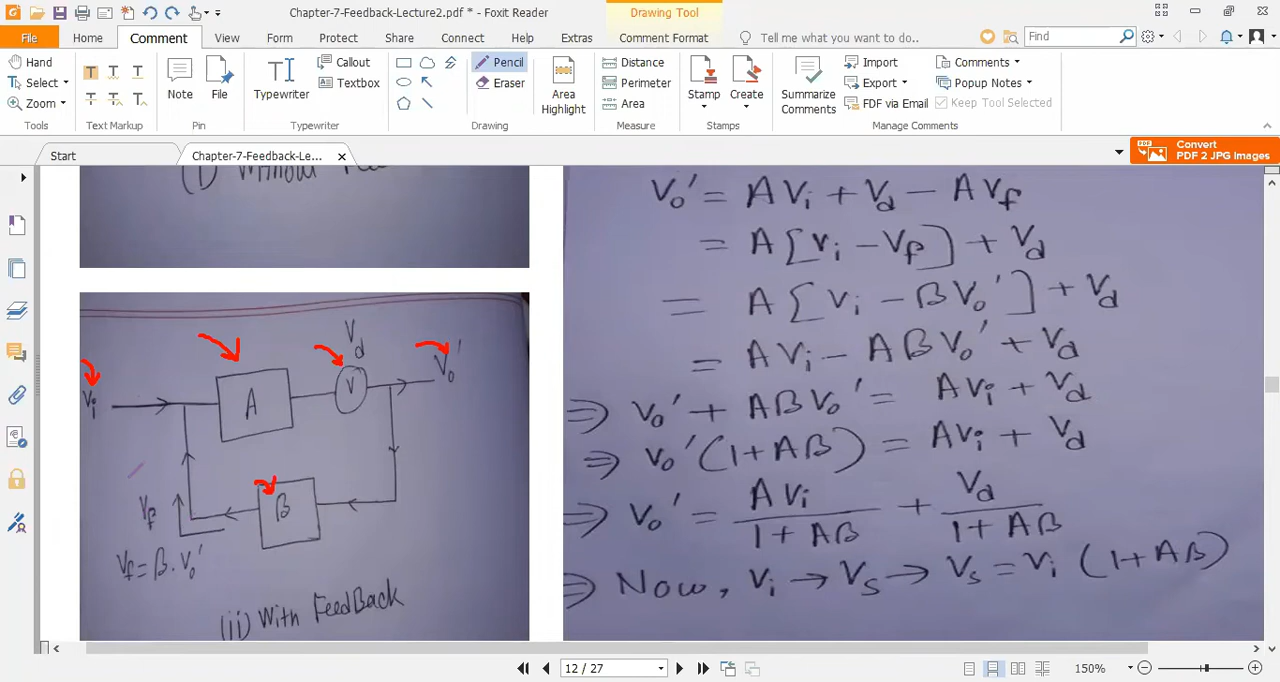 Chapter-7-Feedback-Lecture2.pdf * - Foxit Reader
Drawing Tool
File
Home
Comment
View
Form
Protect
Share
Connect
Help
Extras
Comment Format
Tell me what you want to do..
Find
Hand
Select
Zoom
Tools
Text Markup
Note
File
Pin
Typewriter
Callout
Textbox
Typewriter
Pencil
Eraser
Drawing
Area
Highlight
Distance
Perimeter
Area
Measure
Stamp
Create
Stamps
Summarize
Comments
Import
Export
FDF via Email
Comments
Popup Notes
Keep Tool Selected
Manage Comments
Start
Chapter-7-Feedback-Le...
Convert
PDF 2 JPG Images
(i) Without
Vd
Vi
A
V
Vo'
Vf
B
Vf = B.Vo'
(ii) With FeedBack
Vo' = AVi + Vd - AVf
= A[Vi - Vf] + Vd
= A[Vi - BVo'] + Vd
= AVi - ABVo' + Vd
⇒ Vo' + ABVo' = AVi + Vd
⇒ Vo'(1+AB) = AVi + Vd
⇒ Vo' = AVi / 1+AB + Vd / 1+AB
⇒ Now, Vi → Vs → Vs = Vi (1+AB)
12 / 27
150%